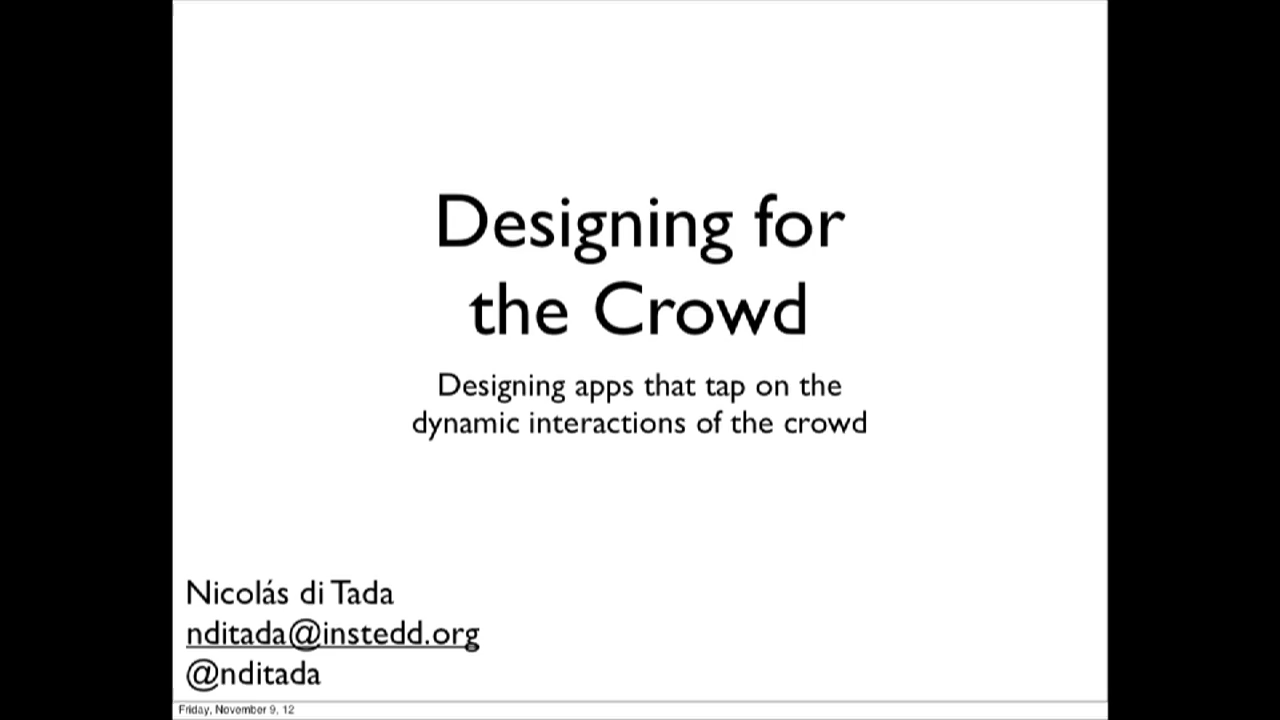 Designing for
the Crowd
Designing apps that tap on the
dynamic interactions of the crowd
Nicolás di Tada
nditada@instedd.org
@nditada
Friday, November 9, 12